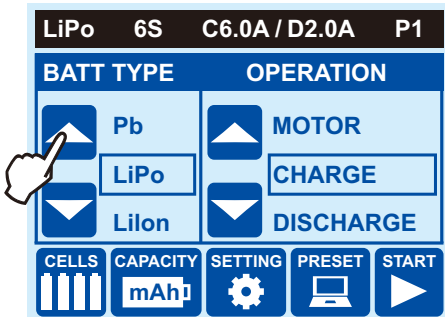 LiPo 6S C6.0A / D2.0A P1
BATT TYPE OPERATION
Pb MOTOR
LiPo CHARGE
LiIon DISCHARGE
CELLS CAPACITY SETTING PRESET START
mAh